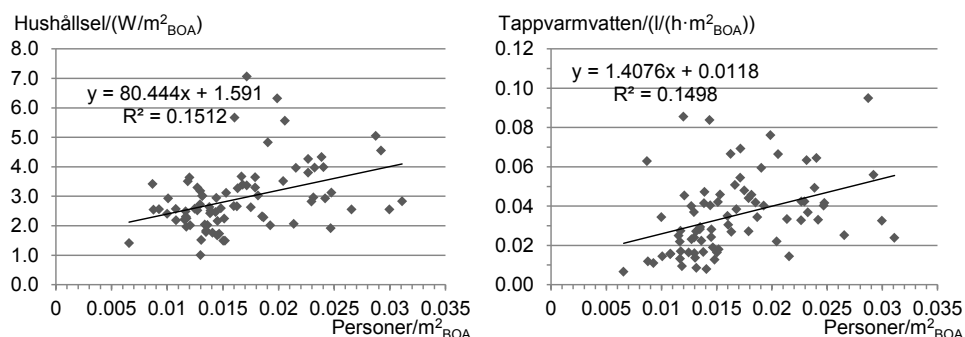 Hushållsel/(W/m²BOA)
8.0
7.0
6.0
5.0
4.0
3.0
2.0
1.0
0.0
y = 80.444x + 1.591
R² = 0.1512
0 0.005 0.01 0.015 0.02 0.025 0.03 0.035
Personer/m²BOA
Tappvarmvatten/(l/(h·m²BOA))
0.12
0.10
0.08
0.06
0.04
0.02
0.00
y = 1.4076x + 0.0118
R² = 0.1498
0 0.005 0.01 0.015 0.02 0.025 0.03 0.035
Personer/m²BOA